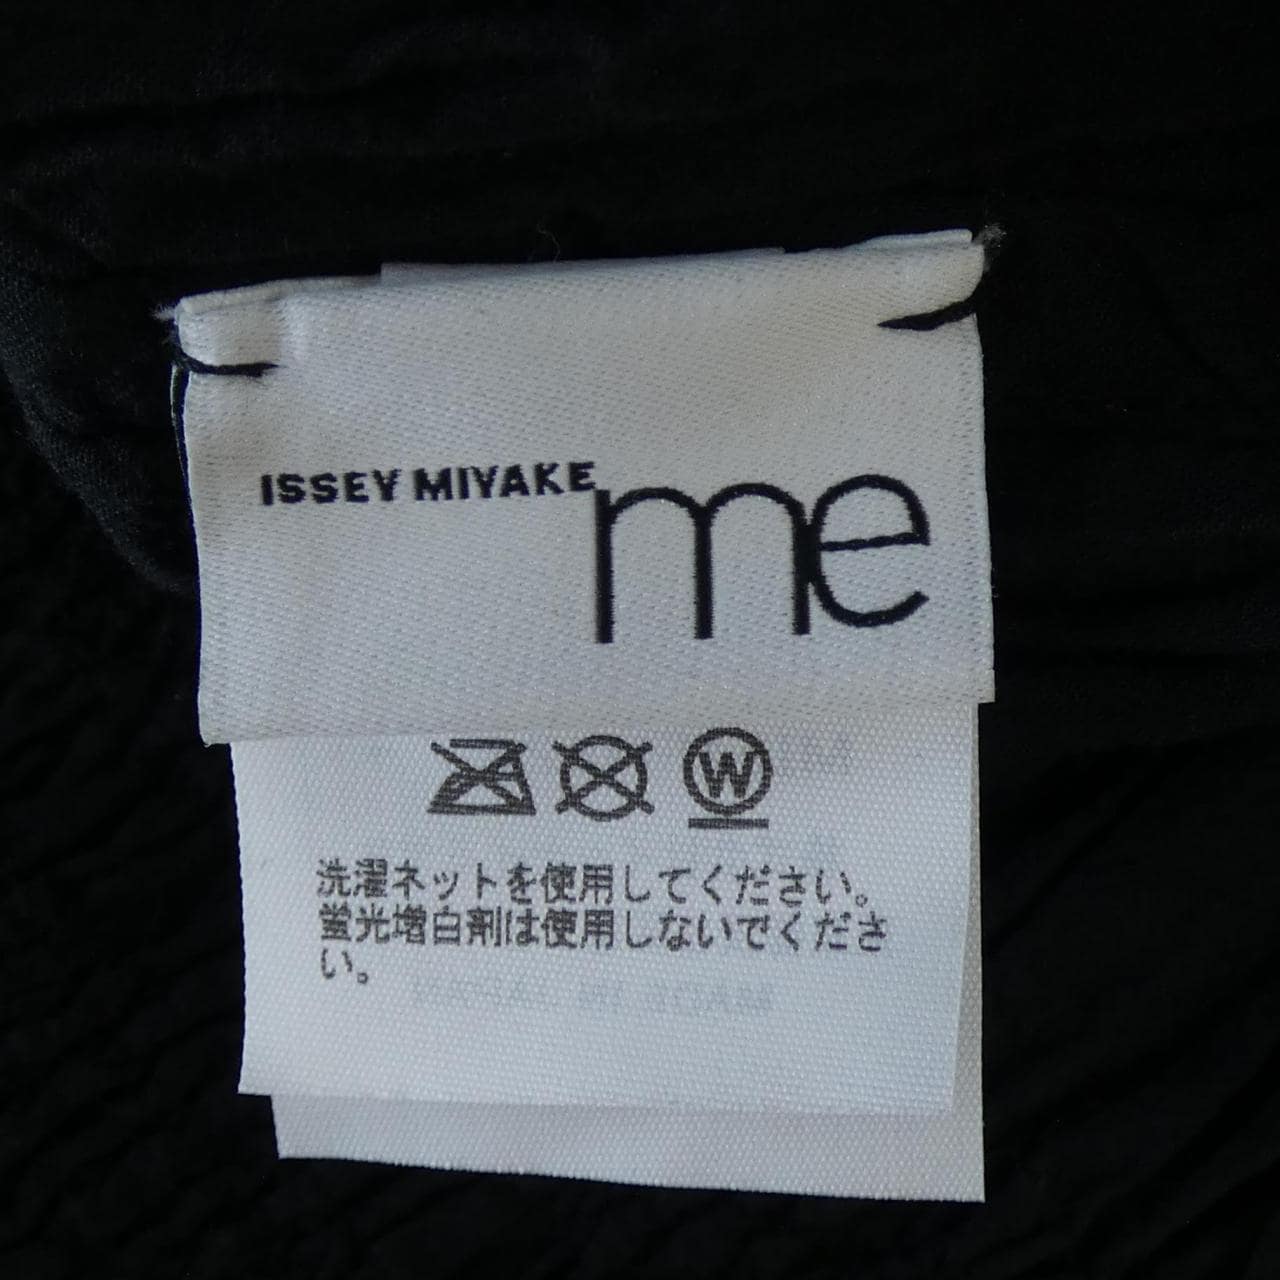 ISSEY MIYAKE
me
W
洗濯ネットを使用してください。
蛍光増白剤は使用しないでくださ
い。